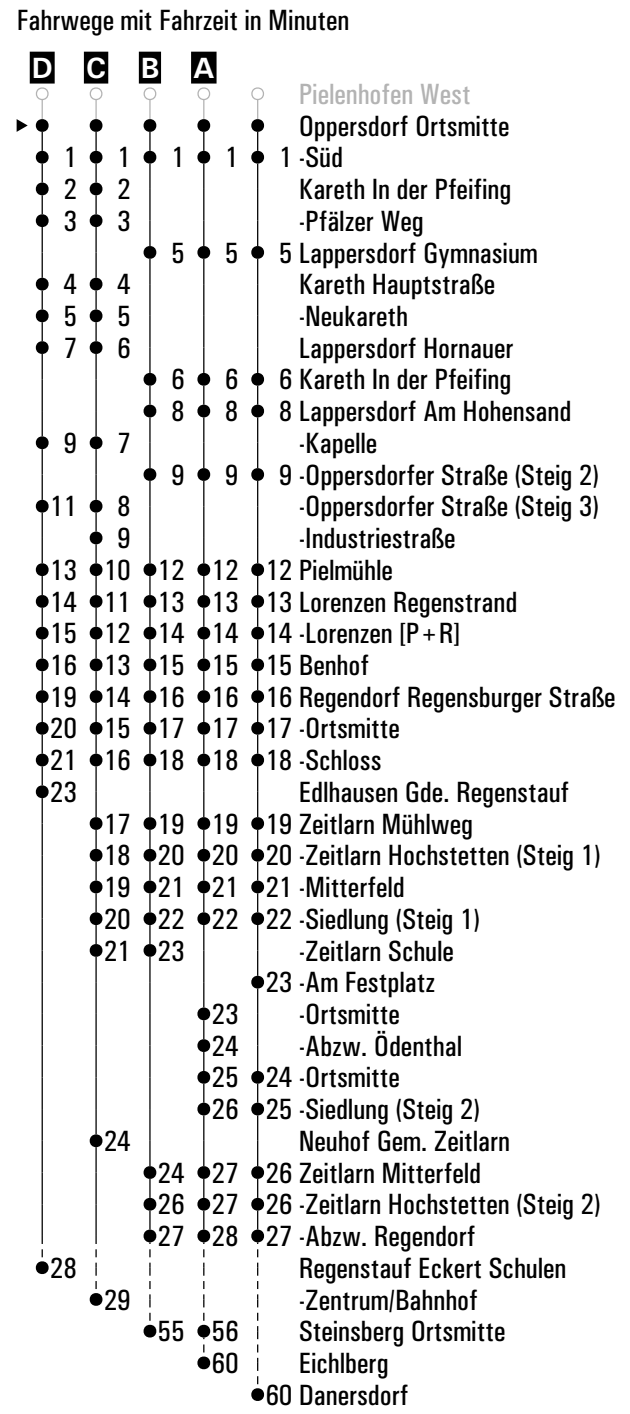 Fahrwege mit Fahrzeit in Minuten
D C B A
Pielenhofen West
Oppersdorf Ortsmitte
1 1 1 1 1 -Süd
2 2 Kareth In der Pfeifing
3 3 -Pfälzer Weg
5 5 5 Lappersdorf Gymnasium
4 4 Kareth Hauptstraße
5 5 -Neukareth
7 6 Lappersdorf Hornauer
6 6 6 Kareth In der Pfeifing
8 8 8 Lappersdorf Am Hohensand
9 7 -Kapelle
9 9 9 -Oppersdorfer Straße (Steig 2)
11 8 -Oppersdorfer Straße (Steig 3)
9 -Industriestraße
13 10 12 12 12 Pielmühle
14 11 13 13 13 Lorenzen Regenstrand
15 12 14 14 14 -Lorenzen [P+R]
16 13 15 15 15 Benhof
19 14 16 16 16 Regendorf Regensburger Straße
20 15 17 17 17 -Ortsmitte
21 16 18 18 18 -Schloss
23 Edlhausen Gde. Regenstauf
17 19 19 19 Zeitlarn Mühlweg
18 20 20 20 -Zeitlarn Hochstetten (Steig 1)
19 21 21 21 -Mitterfeld
20 22 22 22 -Siedlung (Steig 1)
21 23 -Zeitlarn Schule
23 -Am Festplatz
23 -Ortsmitte
24 -Abzw. Ödenthal
25 24 -Ortsmitte
26 25 -Siedlung (Steig 2)
24 Neuhof Gem. Zeitlarn
24 27 26 Zeitlarn Mitterfeld
26 27 26 -Zeitlarn Hochstetten (Steig 2)
27 28 27 -Abzw. Regendorf
28 Regenstauf Eckert Schulen
29 -Zentrum/Bahnhof
55 56 Steinsberg Ortsmitte
60 Eichlberg
60 Danersdorf